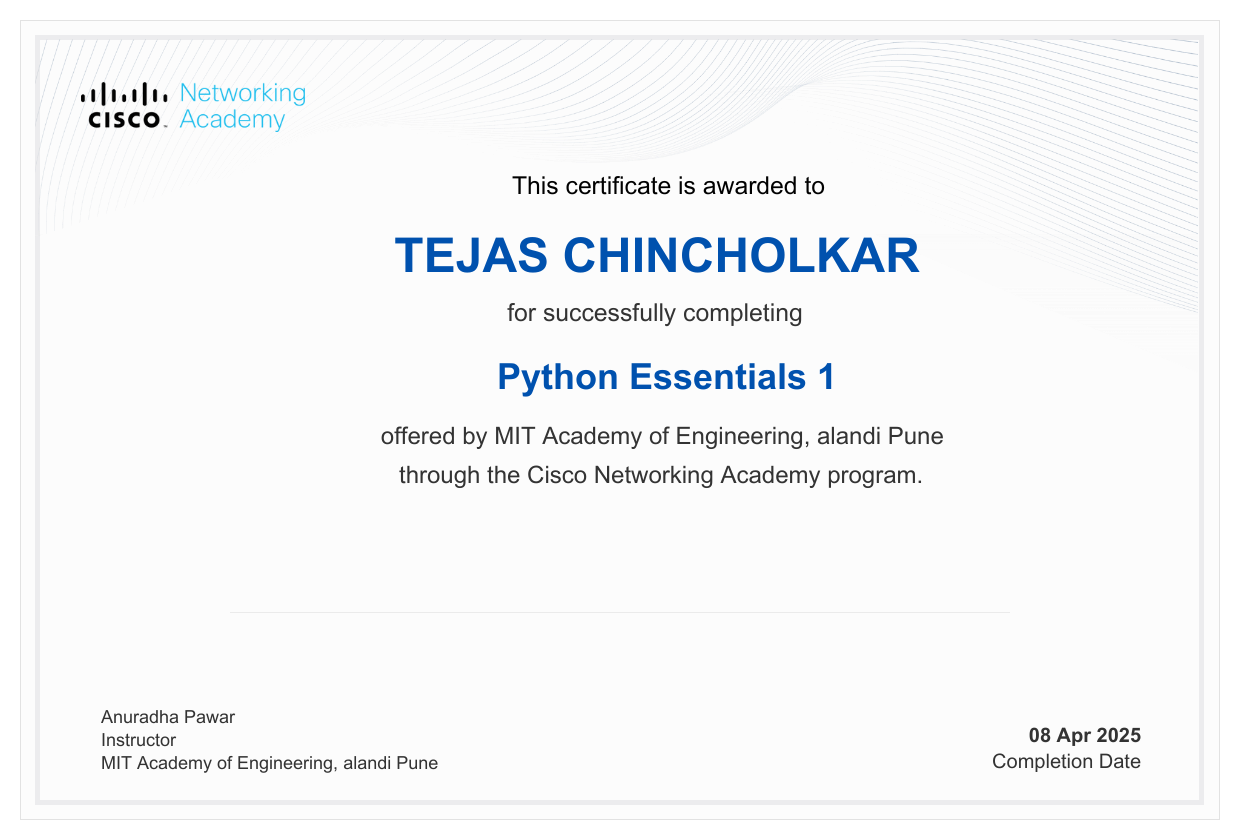 Networking
Academy
CISCO
This certificate is awarded to
TEJAS CHINCHOLKAR
for successfully completing
Python Essentials 1
offered by MIT Academy of Engineering, alandi Pune
through the Cisco Networking Academy program.
Anuradha Pawar
Instructor
MIT Academy of Engineering, alandi Pune
08 Apr 2025
Completion Date